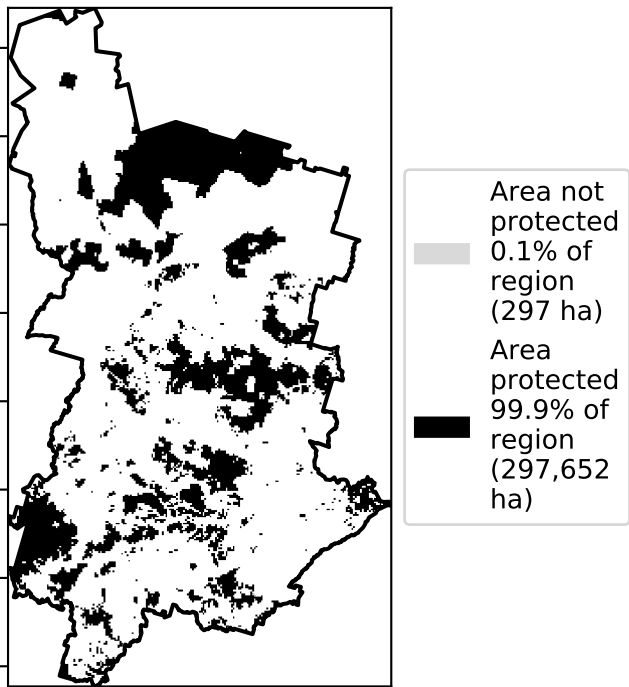 Area not
protected
0.1% of
region
(297 ha)
Area
protected
99.9% of
region
(297,652
ha)